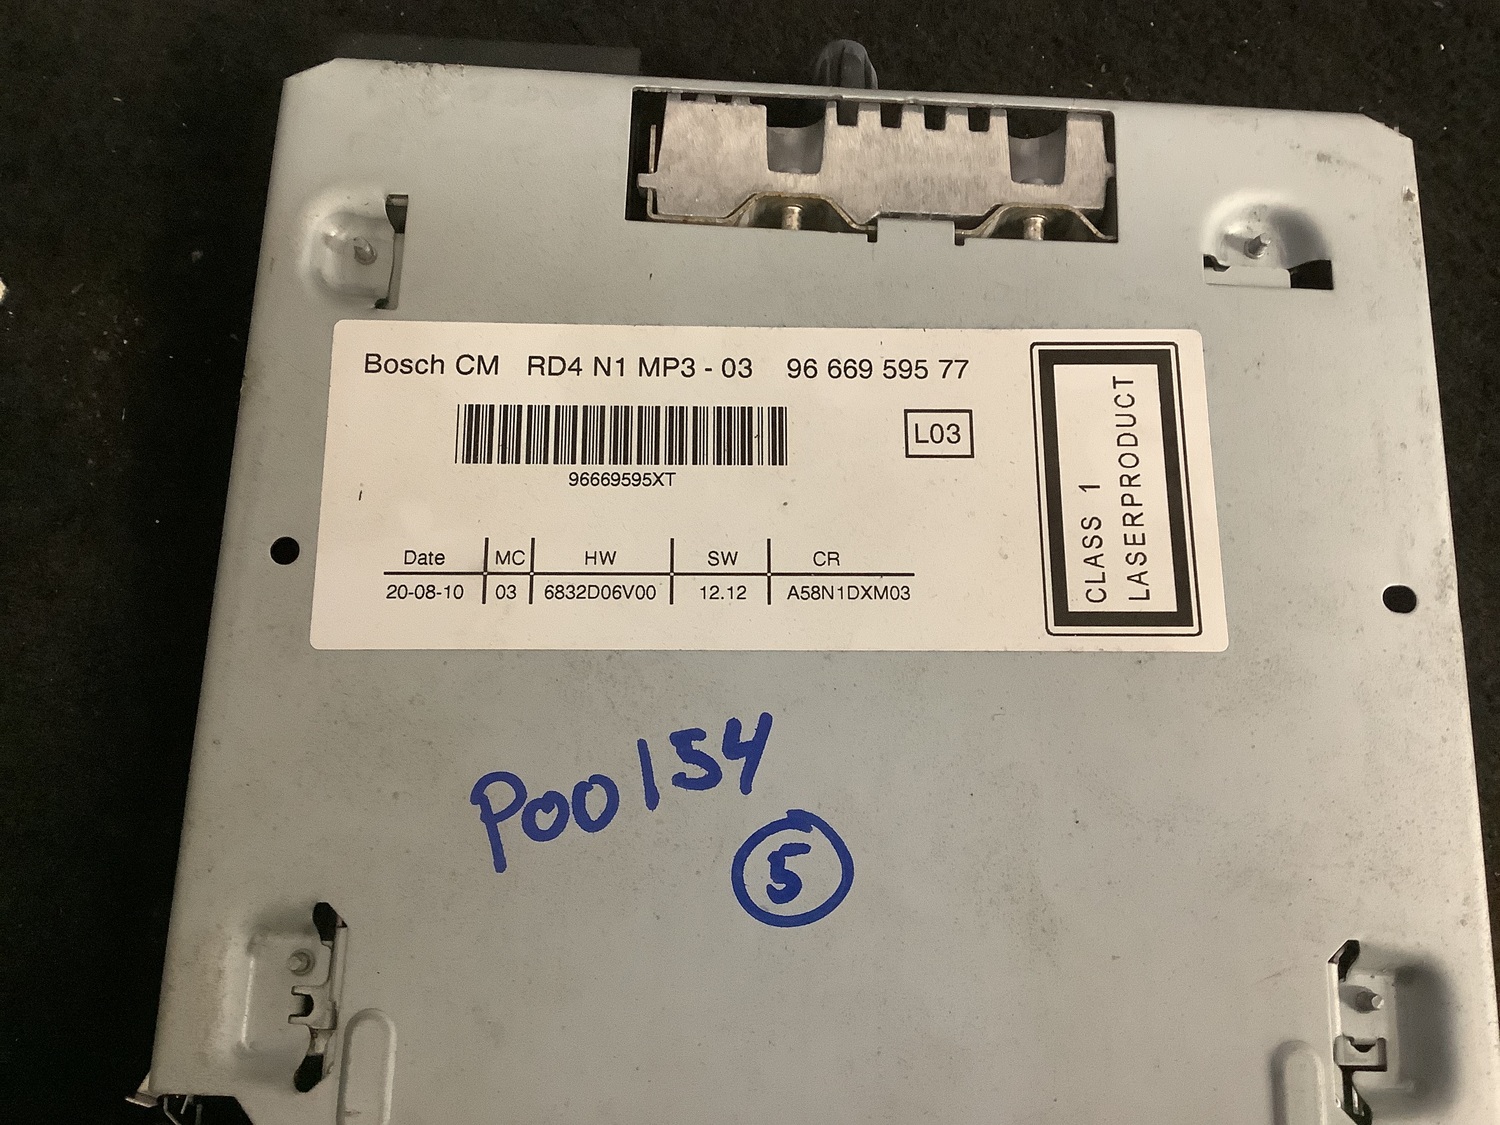 Bosch CM RD4 N1 MP3 - 03 96 669 595 77
L03
96669595XT
Date MC HW SW CR
20-08-10 03 6832D06V00 12.12 A58N1DXM03
CLASS 1
LASERPRODUCT
P00154
5